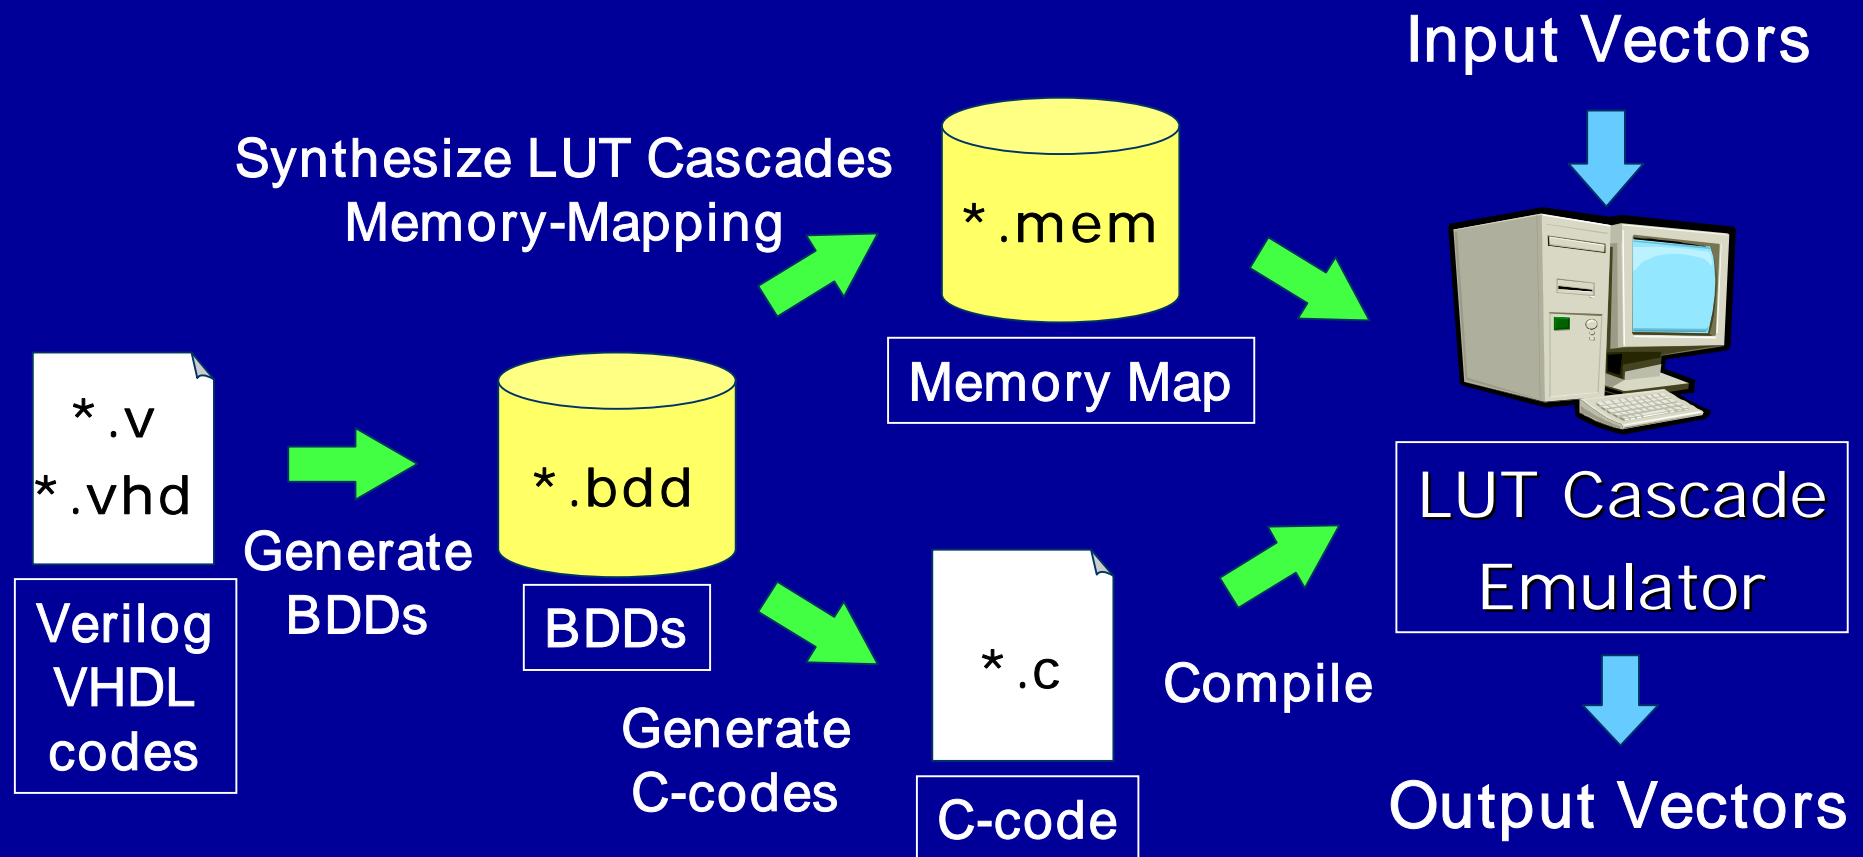 Input Vectors
Synthesize LUT Cascades
Memory-Mapping
*.mem
Memory Map
*.v
*.vhd
Verilog
VHDL
codes
Generate
BDDs
*.bdd
BDDs
Generate
C-codes
*.c
C-code
Compile
LUT Cascade
Emulator
Output Vectors